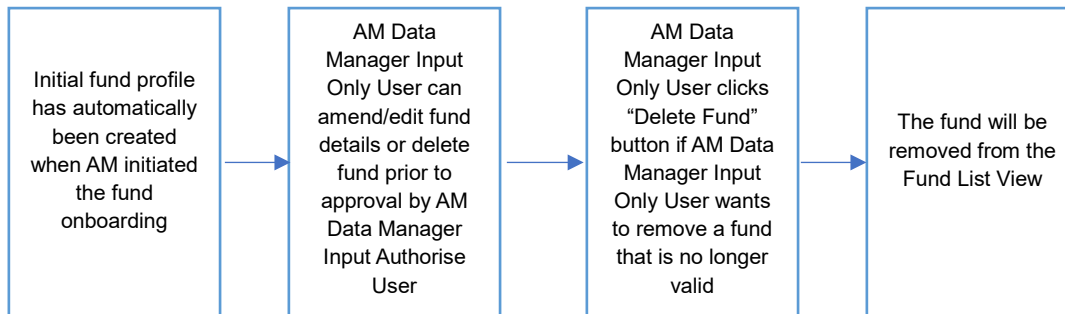 Initial fund profile
has automatically
been created
when AM initiated
the fund
onboarding
AM Data
Manager Input
Only User can
amend/edit fund
details or delete
fund prior to
approval by AM
Data Manager
Input Authorise
User
AM Data
Manager Input
Only User clicks
“Delete Fund”
button if AM Data
Manager Input
Only User wants
to remove a fund
that is no longer
valid
The fund will be
removed from the
Fund List View